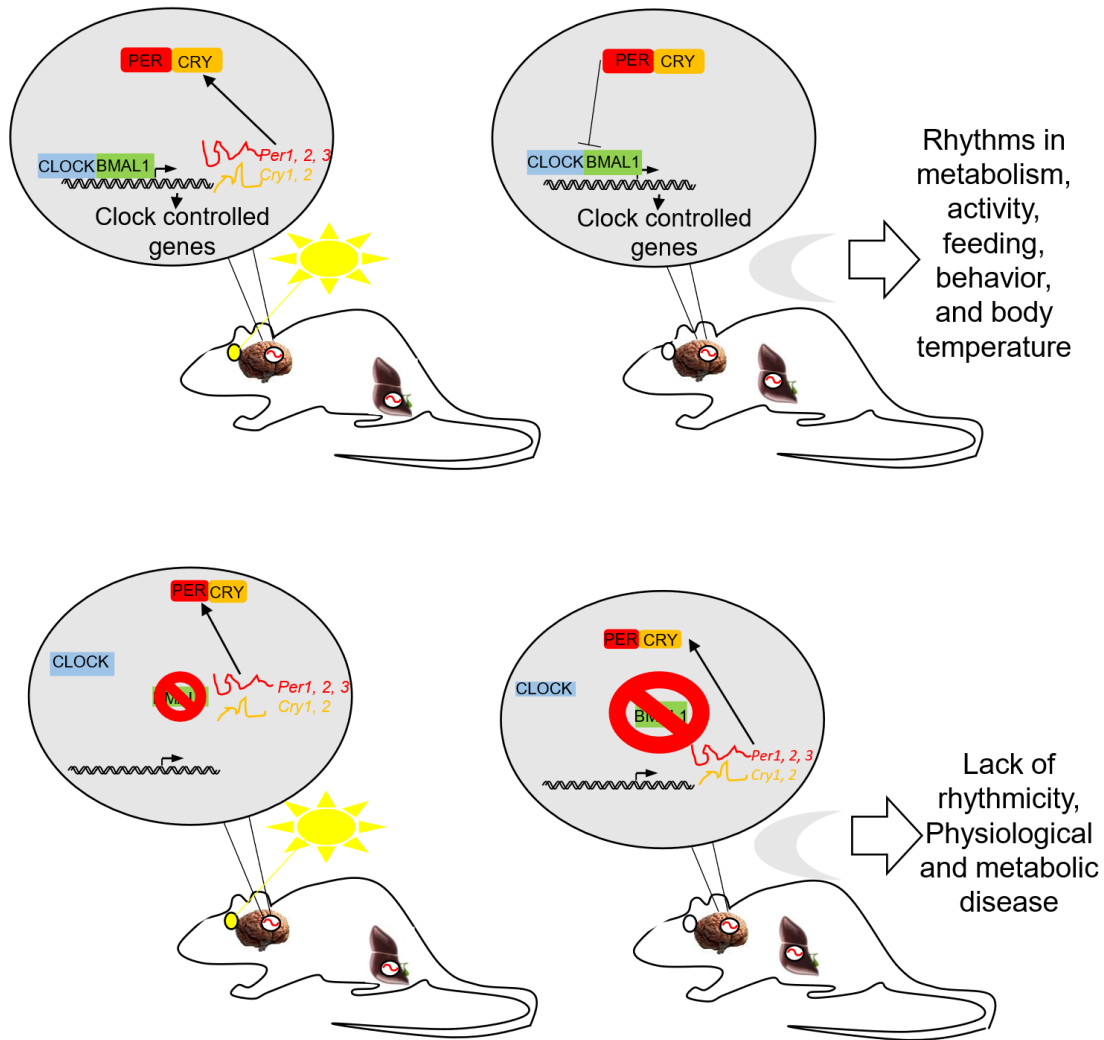 PER CRY
CLOCK BMAL1
Per1, 2, 3
Cry1, 2
Clock controlled
genes
PER CRY
CLOCK BMAL1
Clock controlled
genes
Rhythms in
metabolism,
activity,
feeding,
behavior,
and body
temperature
PER CRY
CLOCK
Per1, 2, 3
Cry1, 2
PER CRY
CLOCK
BMAL1
Per1, 2, 3
Cry1, 2
Lack of
rhythmicity,
Physiological
and metabolic
disease